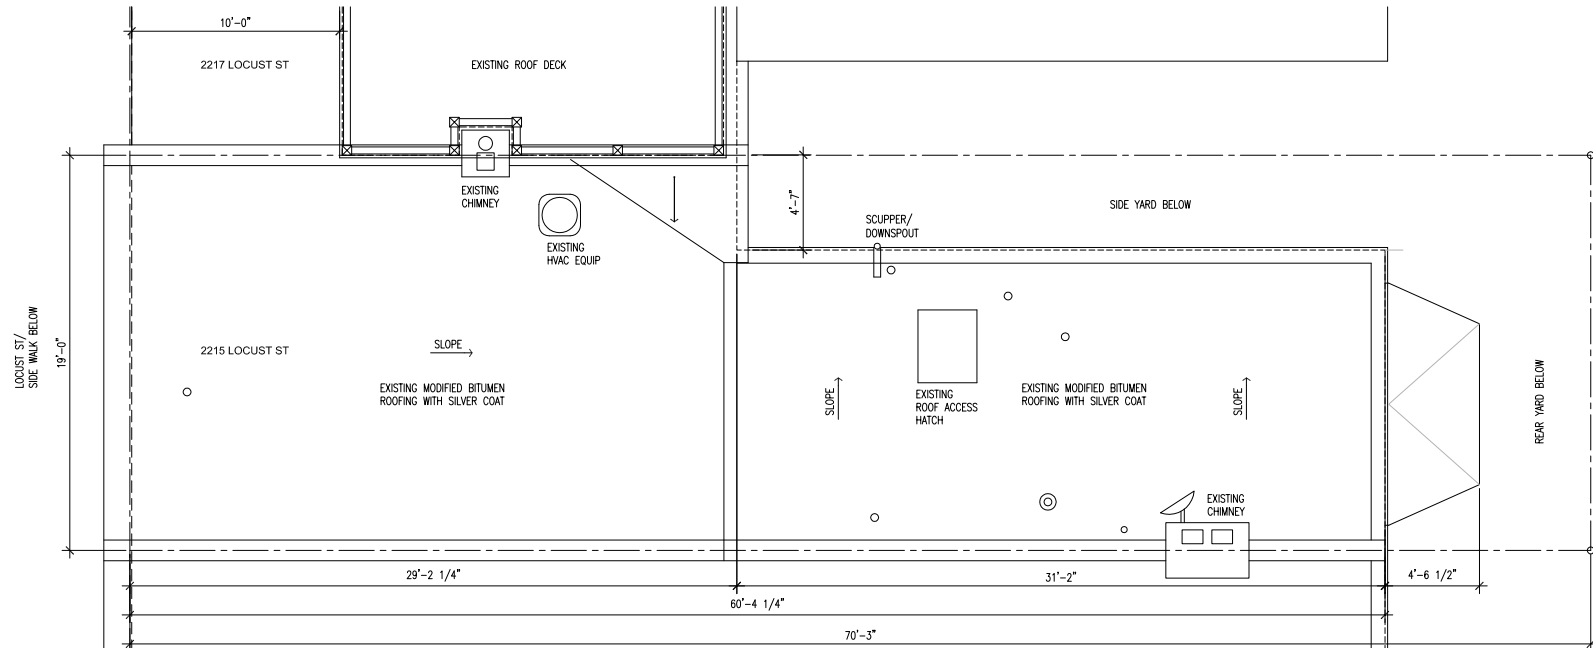 10'-0"
2217 LOCUST ST
EXISTING ROOF DECK
EXISTING
CHIMNEY
EXISTING
HVAC EQUIP
4'-7"
SCUPPER/
DOWNSPOUT
SIDE YARD BELOW
LOCUST ST/
SIDE WALK BELOW
19'-0"
2215 LOCUST ST
SLOPE
EXISTING MODIFIED BITUMEN
ROOFING WITH SILVER COAT
SLOPE
EXISTING
ROOF ACCESS
HATCH
EXISTING MODIFIED BITUMEN
ROOFING WITH SILVER COAT
SLOPE
REAR YARD BELOW
EXISTING
CHIMNEY
29'-2 1/4"
31'-2"
4'-6 1/2"
60'-4 1/4"
70'-3"